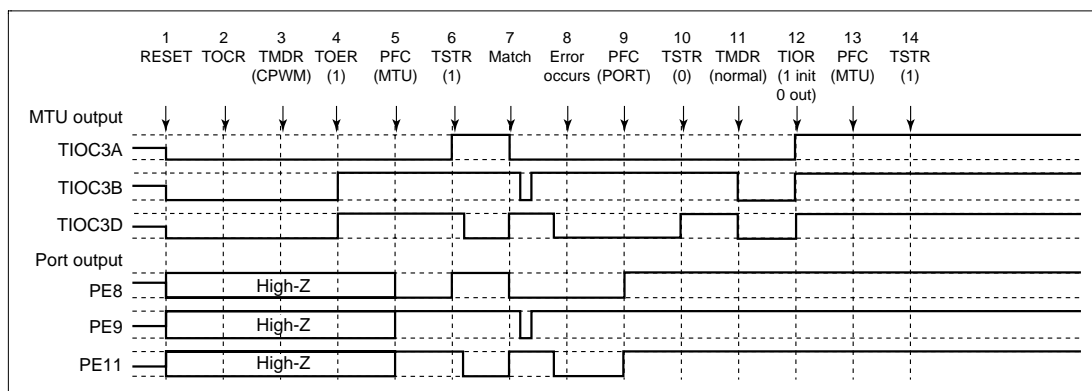 1 2 3 4 5 6 7 8 9 10 11 12 13 14
RESET TOCR TMDR TOER PFC TSTR Match Error PFC TSTR TMDR TIOR PFC TSTR
(CPWM) (1) (MTU) (1) occurs (PORT) (0) (normal) (1 init (MTU) (1)
0 out)
MTU output
TIOC3A
TIOC3B
TIOC3D
Port output
PE8 High-Z
PE9 High-Z
PE11 High-Z